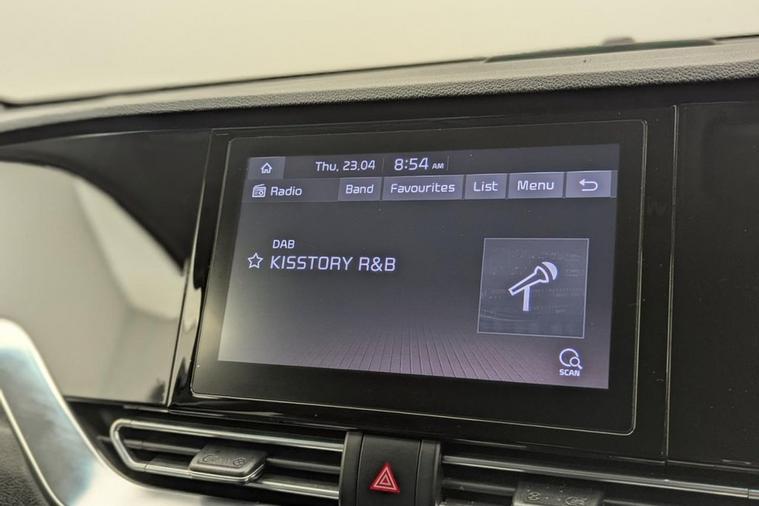 Thu, 23.04 8:54 AM
Radio Band Favourites List Menu
DAB
KISSTORY R&B
SCAN